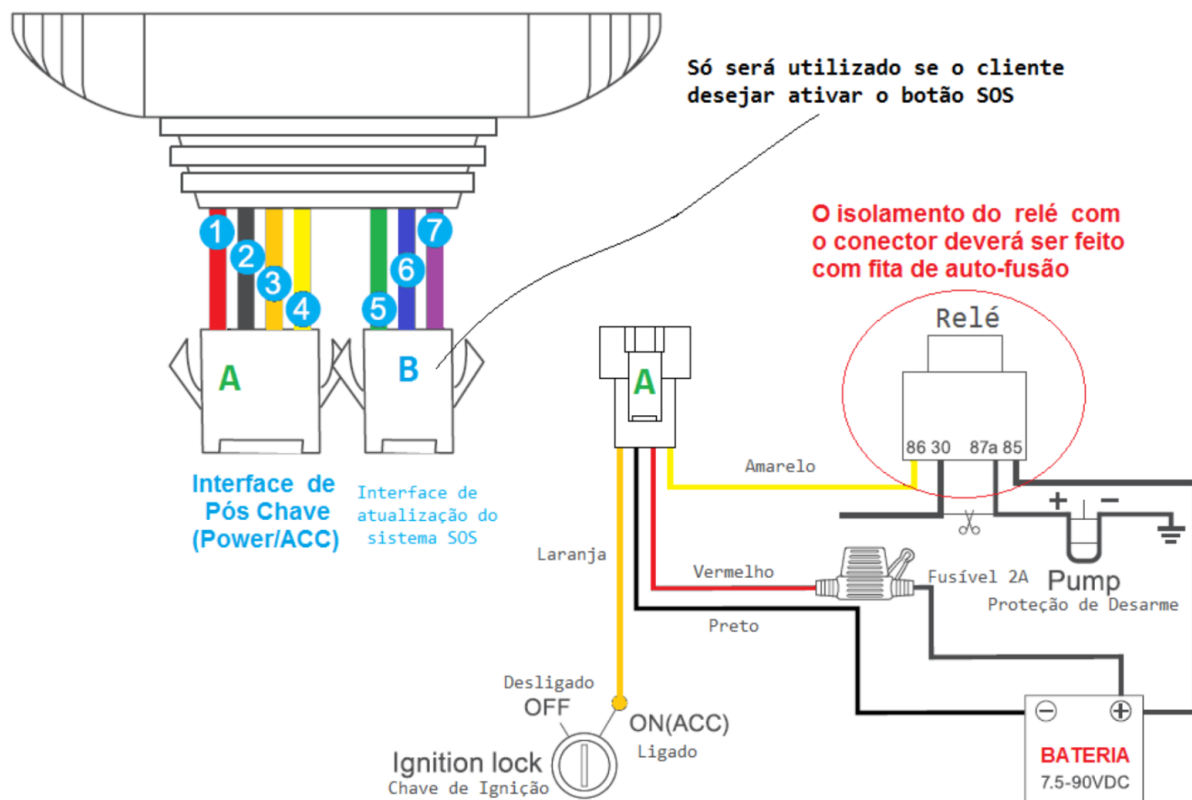 Só será utilizado se o cliente
desejar ativar o botão SOS
1
2
3
4
5
6
7
A
B
Interface de
Pós Chave
(Power/ACC)
Interface de
atualização do
sistema SOS
O isolamento do relé com
o conector deverá ser feito
com fita de auto-fusão
Relé
86 30 87a 85
A
Amarelo
+ −
Laranja
Vermelho
Fusível 2A
Pump
Proteção de Desarme
Preto
Desligado
OFF
ON(ACC)
Ligado
Ignition lock
Chave de Ignição
− +
BATERIA
7.5-90VDC